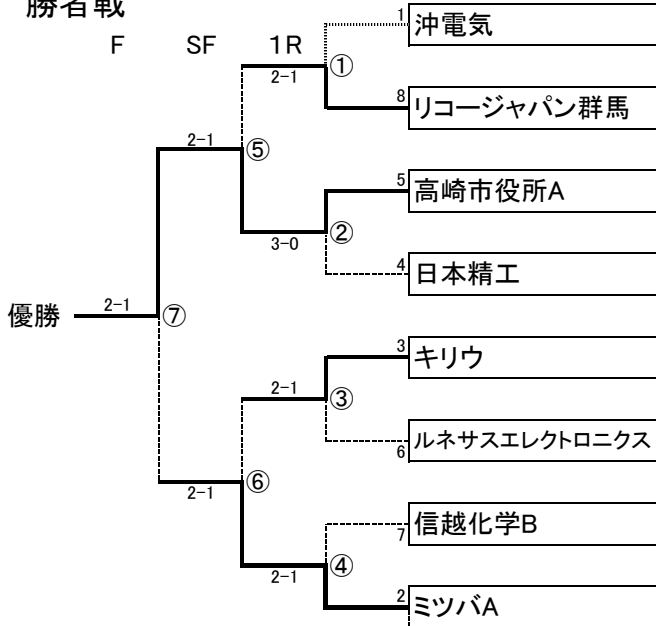 勝者戦
F SF 1R
1 沖電気
2-1 ①
8 リコージャパン群馬
2-1 ⑤
5 高崎市役所A
3-0 ②
4 日本精工
優勝 2-1 ⑦
3 キリウ
2-1 ③
6 ルネサスエレクトロニクス
2-1 ⑥
7 信越化学B
2-1 ④
2 ミツバA